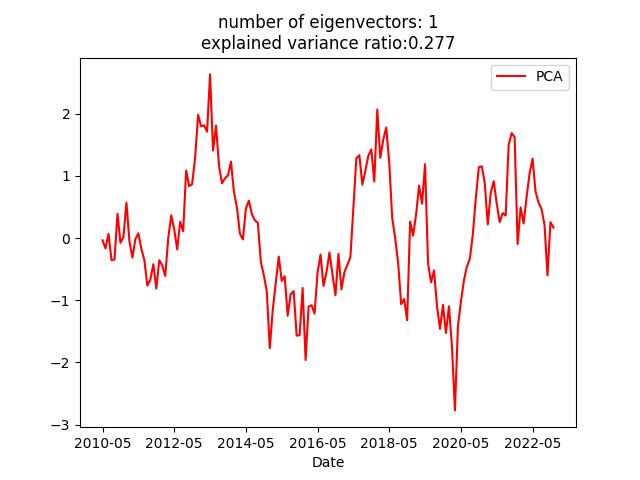 number of eigenvectors: 1
explained variance ratio:0.277
PCA
2
1
0
−1
−2
−3
2010-05 2012-05 2014-05 2016-05 2018-05 2020-05 2022-05
Date